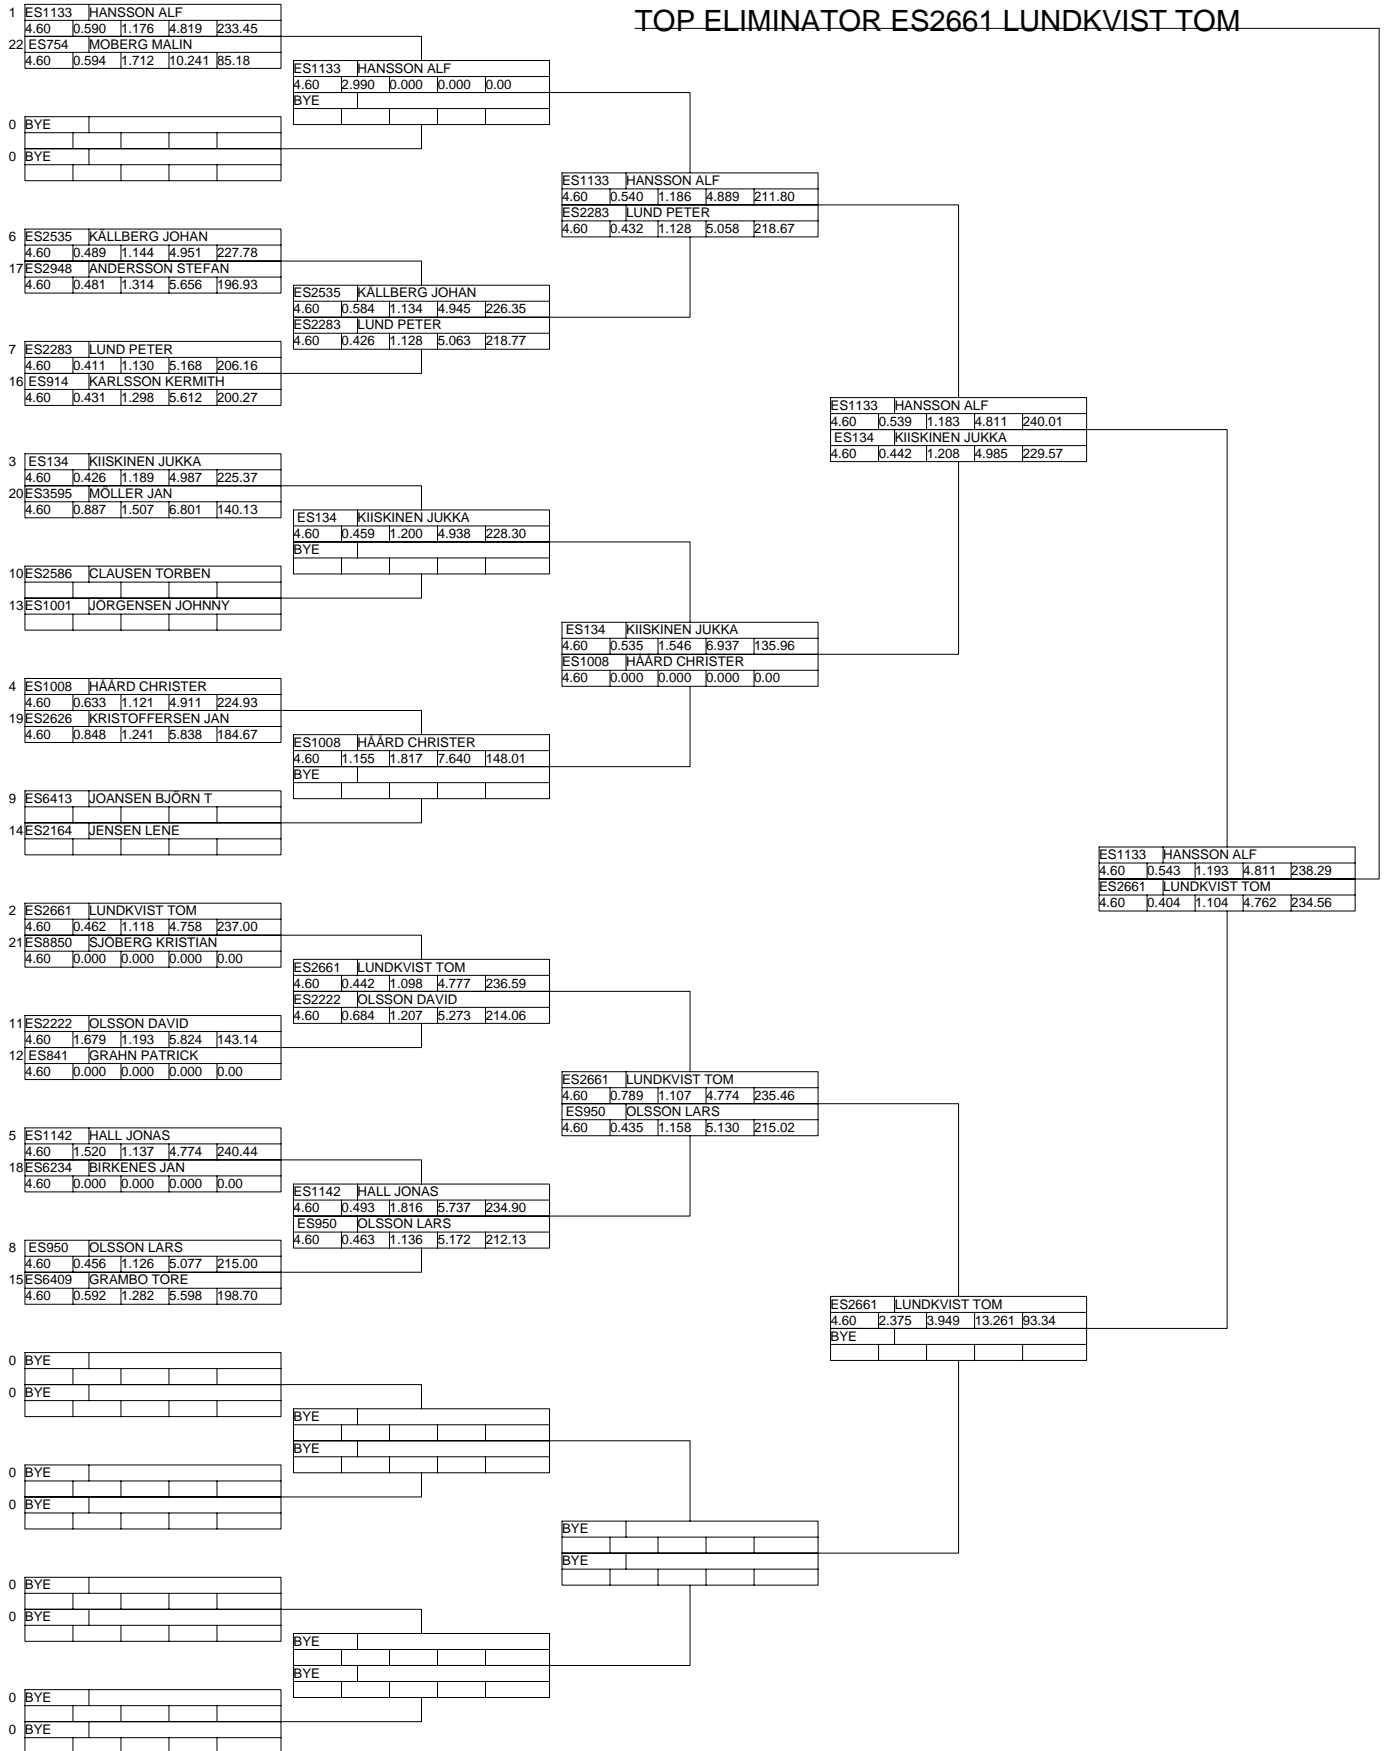 TOP ELIMINATOR ES2661 LUNDKVIST TOM
1 ES1133 HANSSON ALF
4.60 0.590 1.176 4.819 233.45
22 ES754 MOBERG MALIN
4.60 0.594 1.712 10.241 85.18
0 BYE
0 BYE
6 ES2535 KÄLLBERG JOHAN
4.60 0.489 1.144 4.951 227.78
17 ES2948 ANDERSSON STEFAN
4.60 0.481 1.314 5.656 196.93
7 ES2283 LUND PETER
4.60 0.411 1.130 5.168 206.16
16 ES914 KARLSSON KERMITH
4.60 0.431 1.298 5.612 200.27
3 ES134 KIISKINEN JUKKA
4.60 0.426 1.189 4.987 225.37
20 ES3595 MÖLLER JAN
4.60 0.887 1.507 6.801 140.13
10 ES2586 CLAUSEN TORBEN
13 ES1001 JÖRGENSEN JOHNNY
4 ES1008 HÅÅRD CHRISTER
4.60 0.633 1.121 4.911 224.93
19 ES2626 KRISTOFFERSEN JAN
4.60 0.848 1.241 5.838 184.67
9 ES6413 JOANSEN BJÖRN T
14 ES2164 JENSEN LENE
2 ES2661 LUNDKVIST TOM
4.60 0.462 1.118 4.758 237.00
21 ES8850 SJÖBERG KRISTIAN
4.60 0.000 0.000 0.000 0.00
11 ES2222 OLSSON DAVID
4.60 1.679 1.193 5.824 143.14
12 ES841 GRAHN PATRICK
4.60 0.000 0.000 0.000 0.00
5 ES1142 HALL JONAS
4.60 1.520 1.137 4.774 240.44
18 ES6234 BIRKENES JAN
4.60 0.000 0.000 0.000 0.00
8 ES950 OLSSON LARS
4.60 0.456 1.126 5.077 215.00
15 ES6409 GRAMBO TORE
4.60 0.592 1.282 5.598 198.70
0 BYE
0 BYE
0 BYE
0 BYE
0 BYE
0 BYE
0 BYE
0 BYE
ES1133 HANSSON ALF
4.60 2.990 0.000 0.000 0.00
BYE
ES2535 KÄLLBERG JOHAN
4.60 0.584 1.134 4.945 226.35
ES2283 LUND PETER
4.60 0.426 1.128 5.063 218.77
ES134 KIISKINEN JUKKA
4.60 0.459 1.200 4.938 228.30
BYE
ES1008 HÅÅRD CHRISTER
4.60 1.155 1.817 7.640 148.01
BYE
ES2661 LUNDKVIST TOM
4.60 0.442 1.098 4.777 236.59
ES2222 OLSSON DAVID
4.60 0.684 1.207 5.273 214.06
ES1142 HALL JONAS
4.60 0.493 1.816 5.737 234.90
ES950 OLSSON LARS
4.60 0.463 1.136 5.172 212.13
BYE
BYE
BYE
BYE
ES1133 HANSSON ALF
4.60 0.540 1.186 4.889 211.80
ES2283 LUND PETER
4.60 0.432 1.128 5.058 218.67
ES134 KIISKINEN JUKKA
4.60 0.535 1.546 6.937 135.96
ES1008 HÅÅRD CHRISTER
4.60 0.000 0.000 0.000 0.00
ES2661 LUNDKVIST TOM
4.60 0.789 1.107 4.774 235.46
ES950 OLSSON LARS
4.60 0.435 1.158 5.130 215.02
BYE
BYE
ES1133 HANSSON ALF
4.60 0.539 1.183 4.811 240.01
ES134 KIISKINEN JUKKA
4.60 0.442 1.208 4.985 229.57
ES2661 LUNDKVIST TOM
4.60 2.375 3.949 13.261 93.34
BYE
ES1133 HANSSON ALF
4.60 0.543 1.193 4.811 238.29
ES2661 LUNDKVIST TOM
4.60 0.404 1.104 4.762 234.56